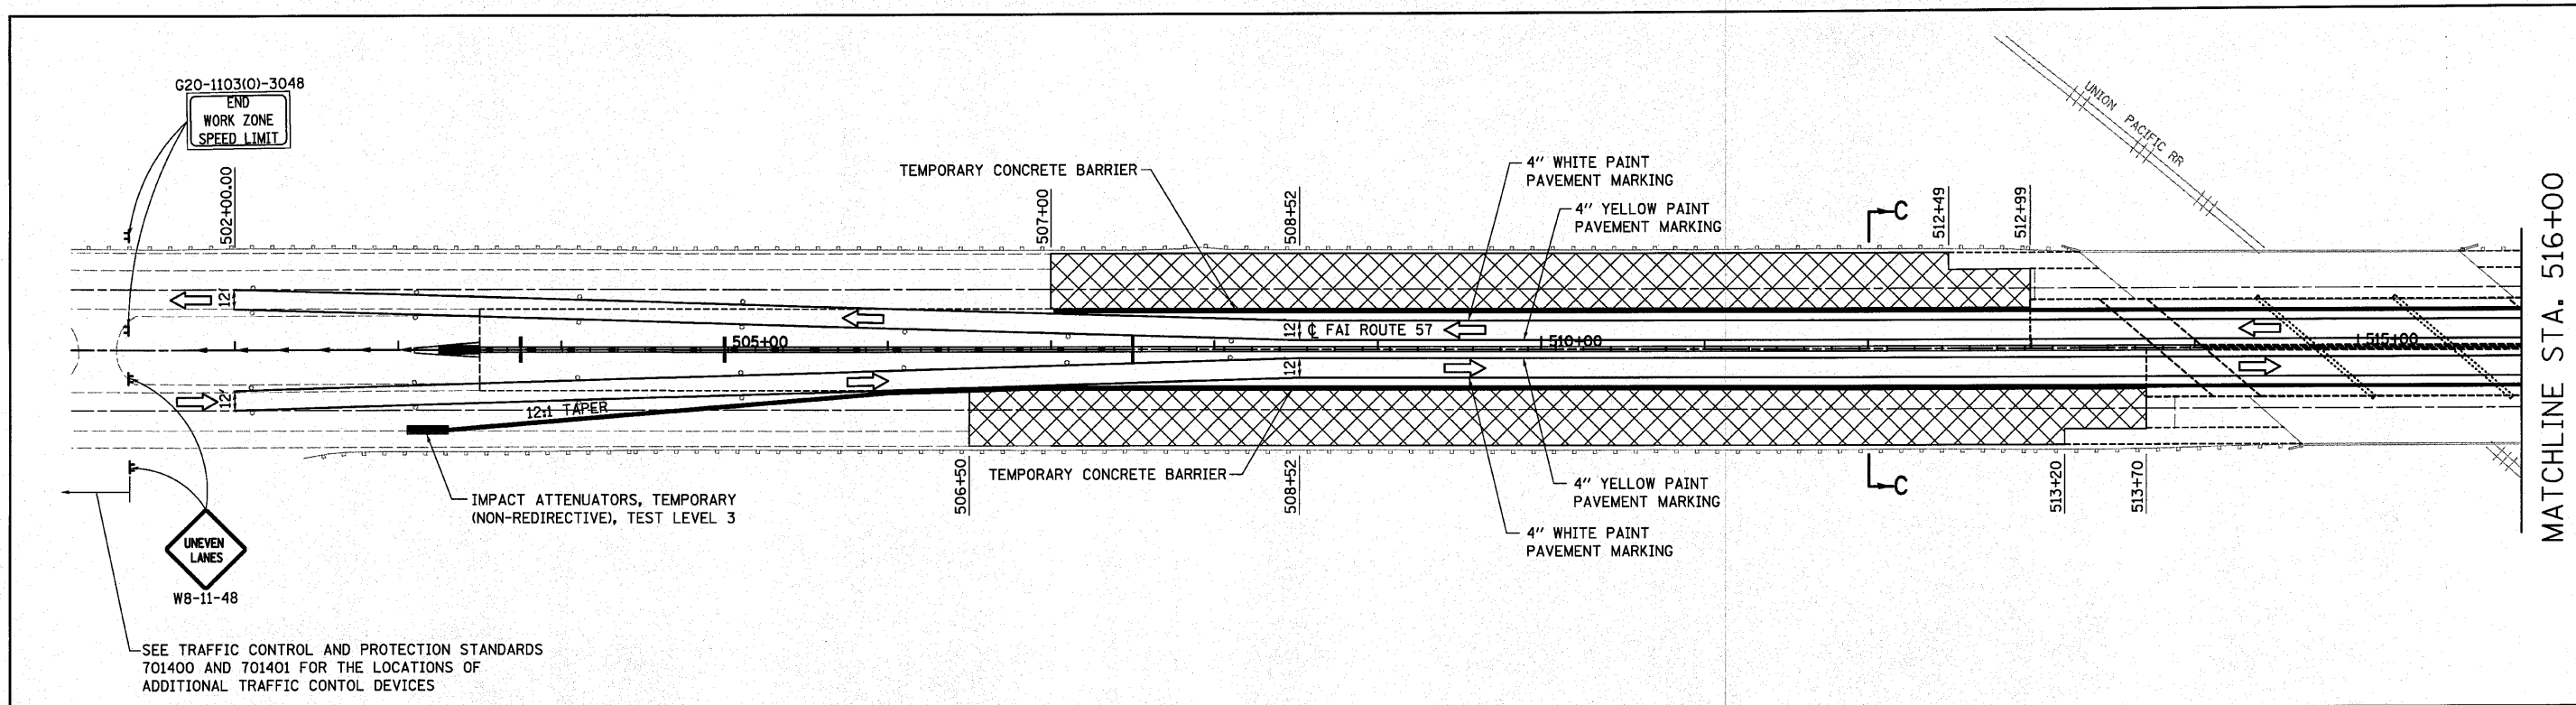 G20-1103(O)-3048
END
WORK ZONE
SPEED LIMIT
502+00.00
TEMPORARY CONCRETE BARRIER
507+00
508+52
4" WHITE PAINT
PAVEMENT MARKING
4" YELLOW PAINT
PAVEMENT MARKING
C
512+49
512+99
UNION PACIFIC RR
MATCHLINE STA. 516+00
12'
12'
℄ FAI ROUTE 57
505+00
510+00
515+00
12'
12'
12:1 TAPER
IMPACT ATTENUATORS, TEMPORARY
(NON-REDIRECTIVE), TEST LEVEL 3
506+50
TEMPORARY CONCRETE BARRIER
508+52
4" YELLOW PAINT
PAVEMENT MARKING
4" WHITE PAINT
PAVEMENT MARKING
C
513+20
513+70
UNEVEN
LANES
W8-11-48
SEE TRAFFIC CONTROL AND PROTECTION STANDARDS
701400 AND 701401 FOR THE LOCATIONS OF
ADDITIONAL TRAFFIC CONTOL DEVICES